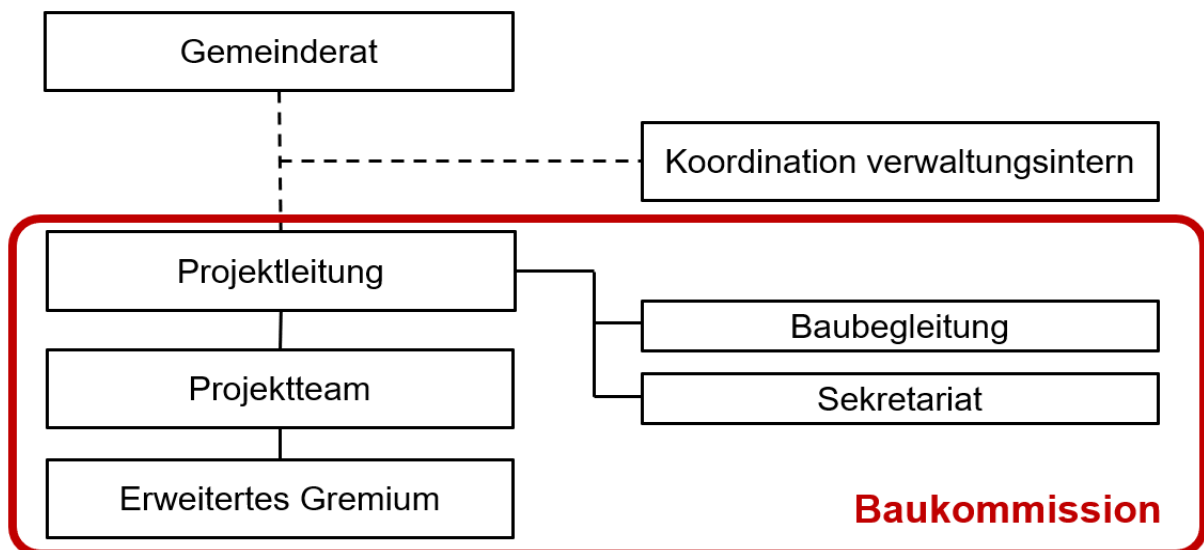 Gemeinderat
Koordination verwaltungsintern
Projektleitung
Baubegleitung
Projektteam
Sekretariat
Erweitertes Gremium
Baukommission